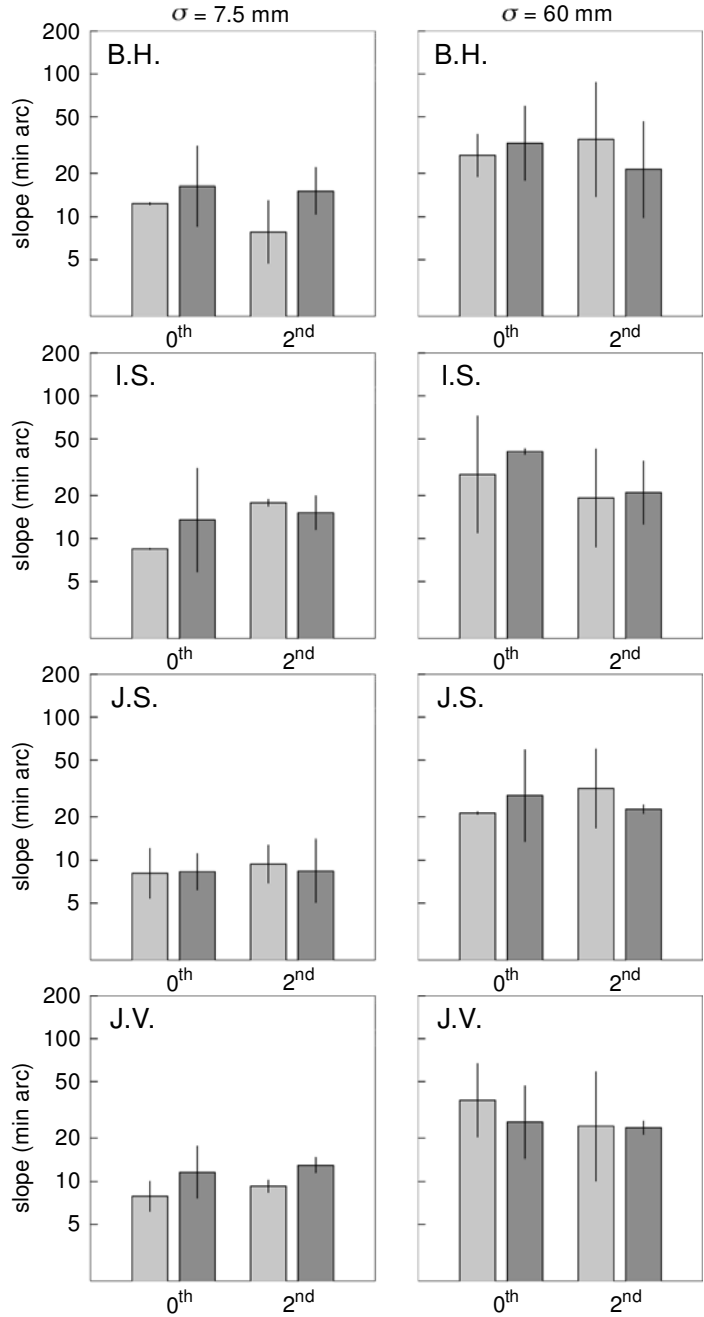 σ = 7.5 mm
σ = 60 mm
slope (min arc)
200
100
50
20
10
5
B.H.
0th
2nd
B.H.
0th
2nd
slope (min arc)
200
100
50
20
10
5
I.S.
0th
2nd
I.S.
0th
2nd
slope (min arc)
200
100
50
20
10
5
J.S.
0th
2nd
J.S.
0th
2nd
slope (min arc)
200
100
50
20
10
5
J.V.
0th
2nd
J.V.
0th
2nd